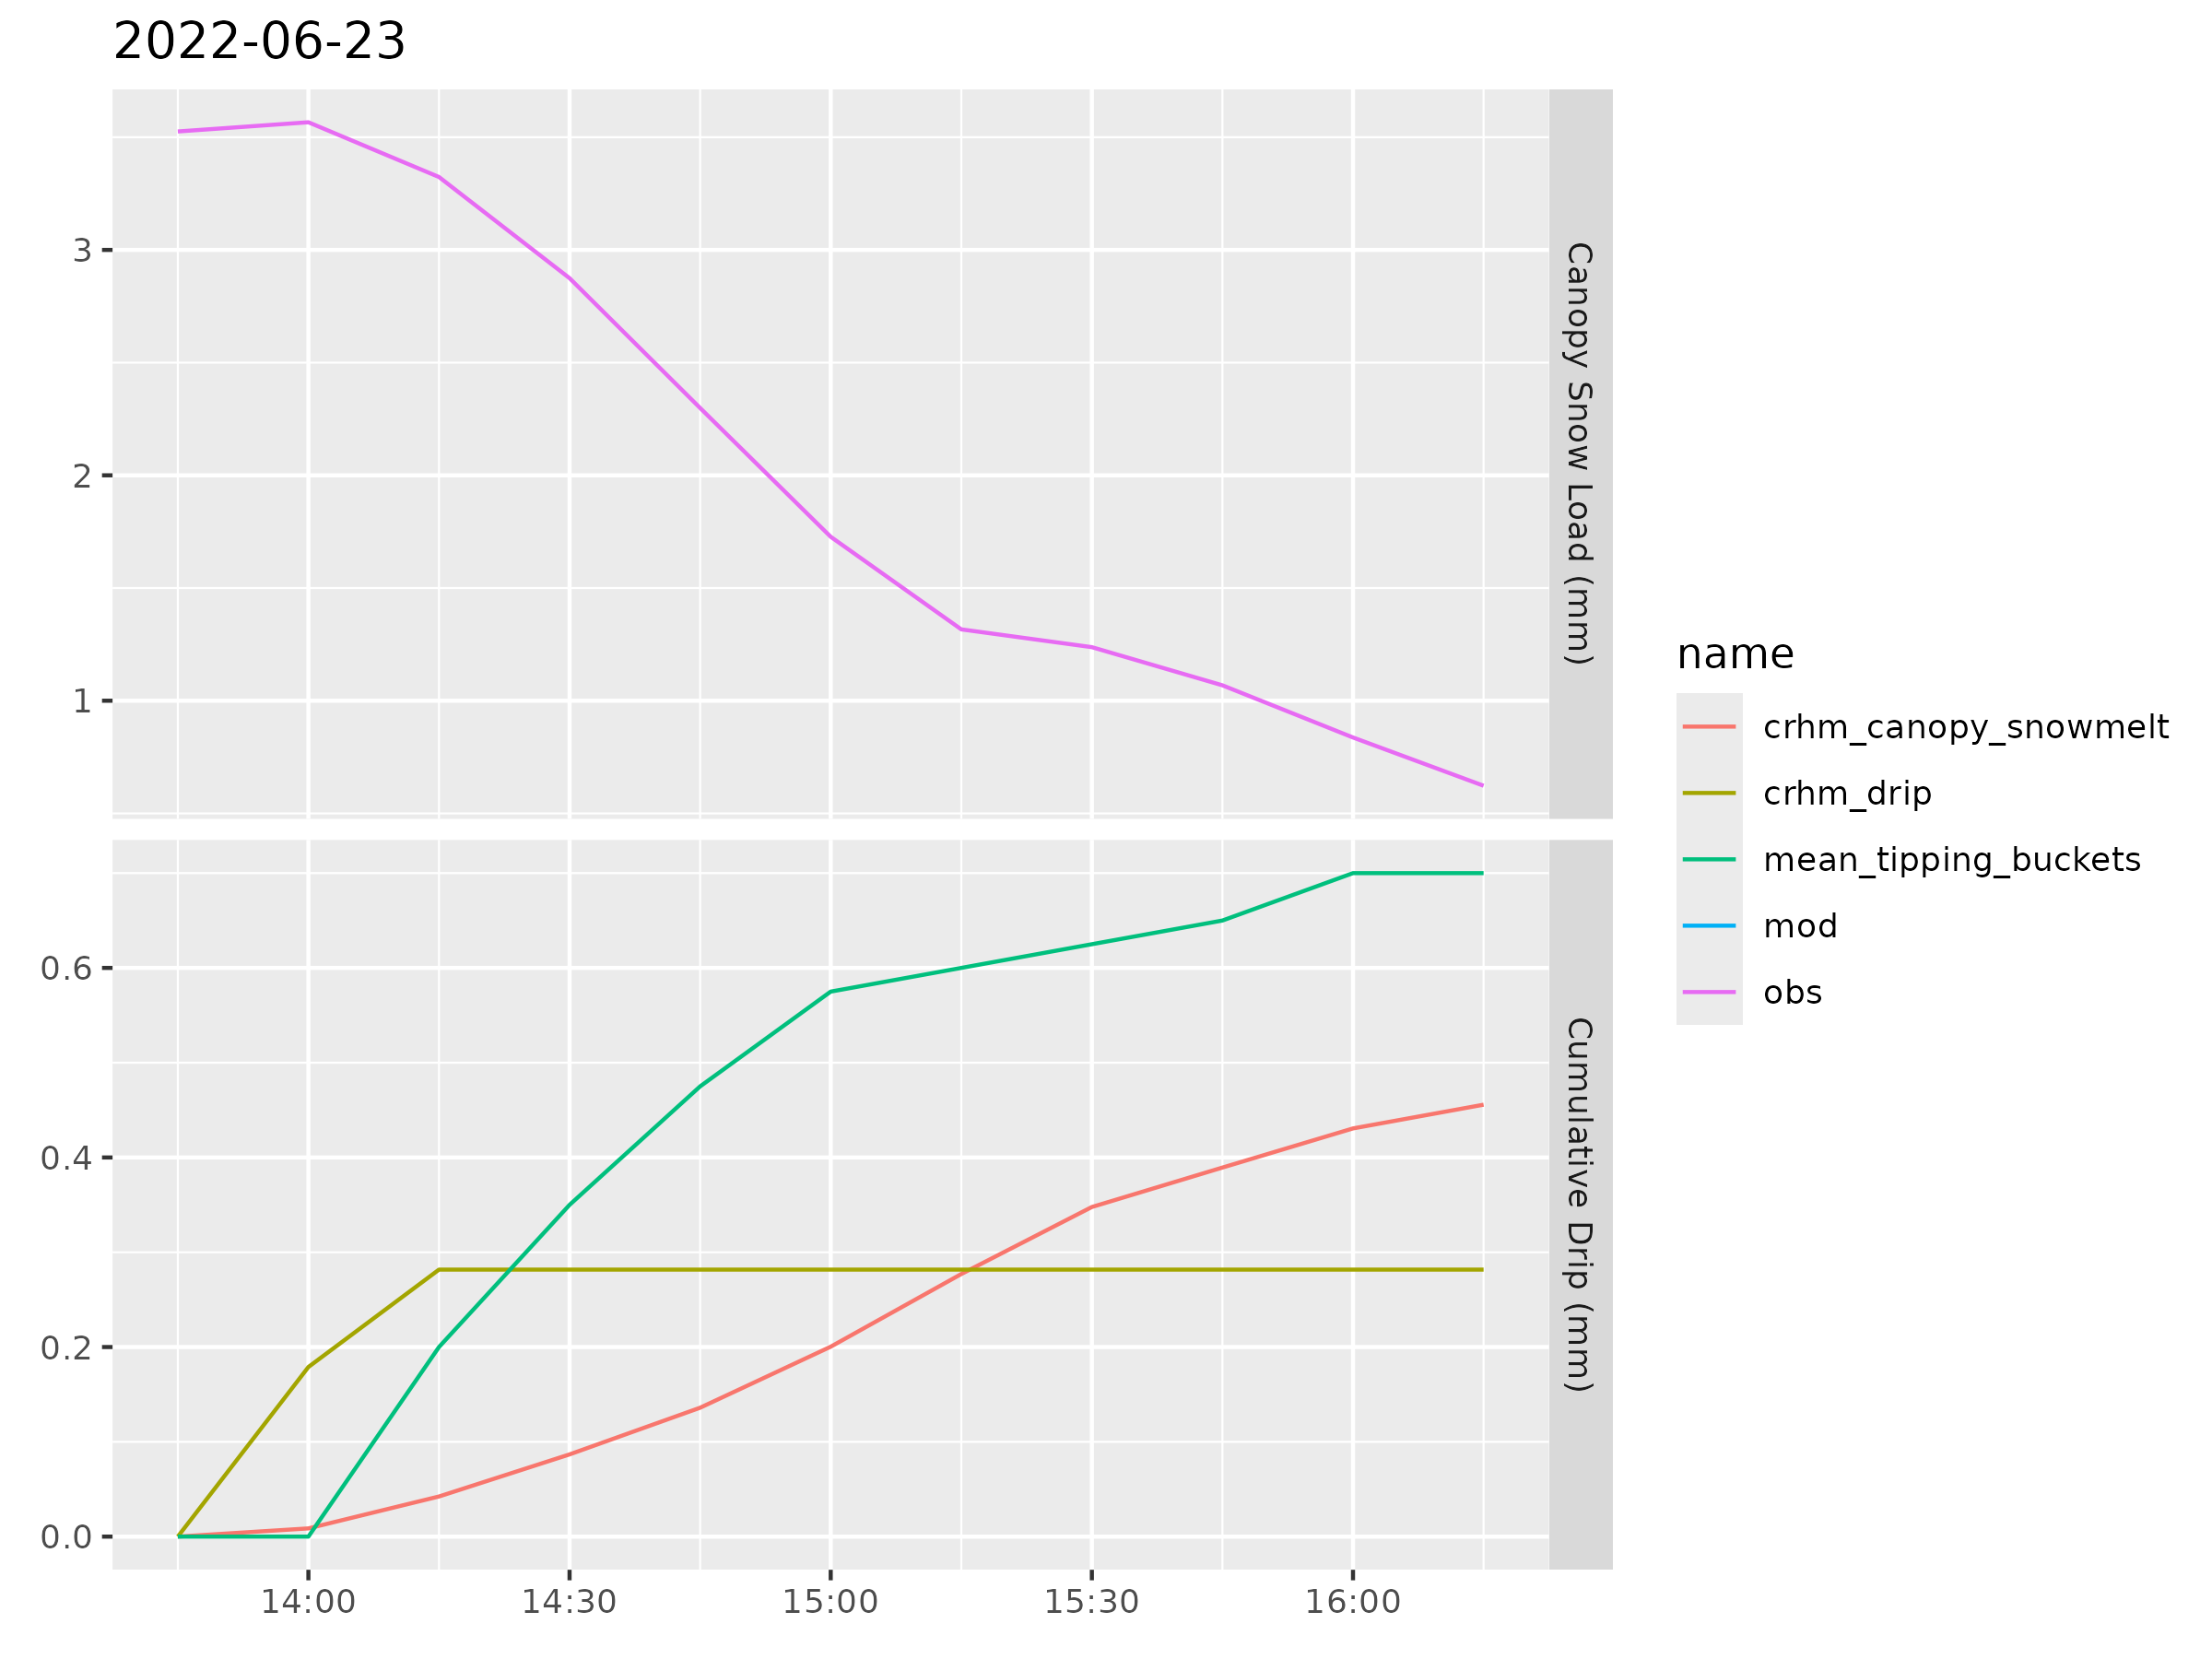 2022-06-23
3
2
1
Canopy Snow Load (mm)
0.6
0.4
0.2
0.0
Cumulative Drip (mm)
14:00
14:30
15:00
15:30
16:00
name
crhm_canopy_snowmelt
crhm_drip
mean_tipping_buckets
mod
obs